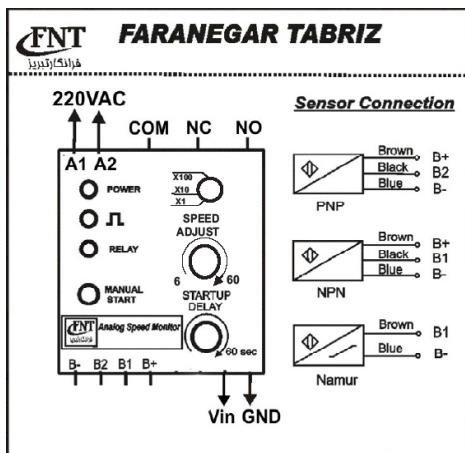 FNT
فرانگارتبریز
FARANEGAR TABRIZ
220VAC
COM NC NO
A1 A2
POWER
RELAY
MANUAL
START
X100
X10
X1
SPEED
ADJUST
6 60
STARTUP
DELAY
60 sec
FNT
Analog Speed Monitor
B- B2 B1 B+
Vin GND
Sensor Connection
Brown B+
Black B2
Blue B-
PNP
Brown B+
Black B1
Blue B-
NPN
Brown B1
Blue B-
Namur